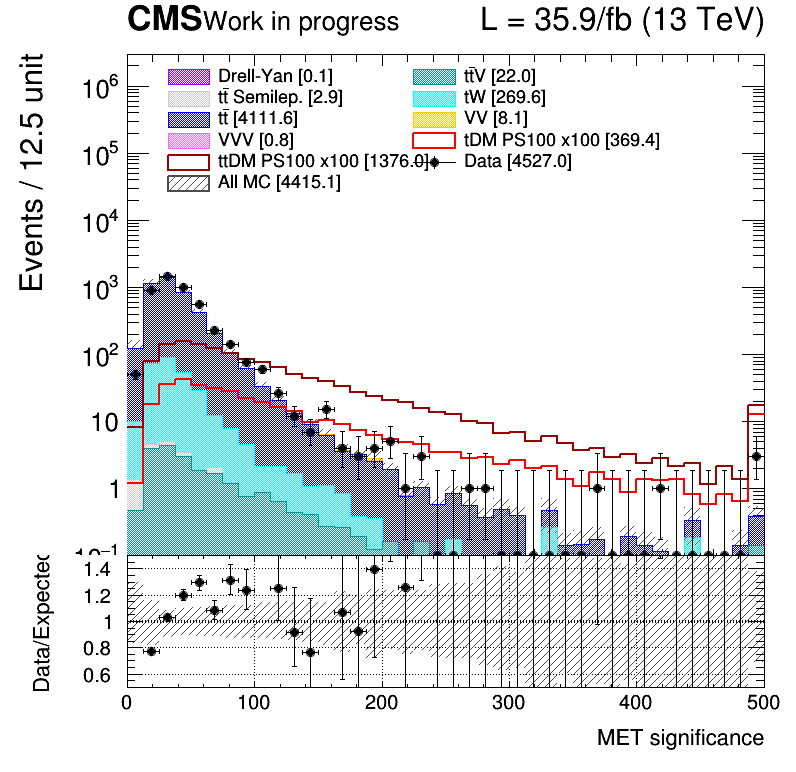 CMS Work in progress L = 35.9/fb (13 TeV)
Events / 12.5 unit
Drell-Yan [0.1] tt̄V [22.0]
tt̄ Semilep. [2.9] tW [269.6]
tt̄ [4111.6] VV [8.1]
VVV [0.8] tDM PS100 x100 [369.4]
ttDM PS100 x100 [1376.0] Data [4527.0]
All MC [4415.1]
10⁶
10⁵
10⁴
10³
10²
10
1
10⁻¹
Data/Expected
1.4
1.2
1
0.8
0.6
0 100 200 300 400 500
MET significance